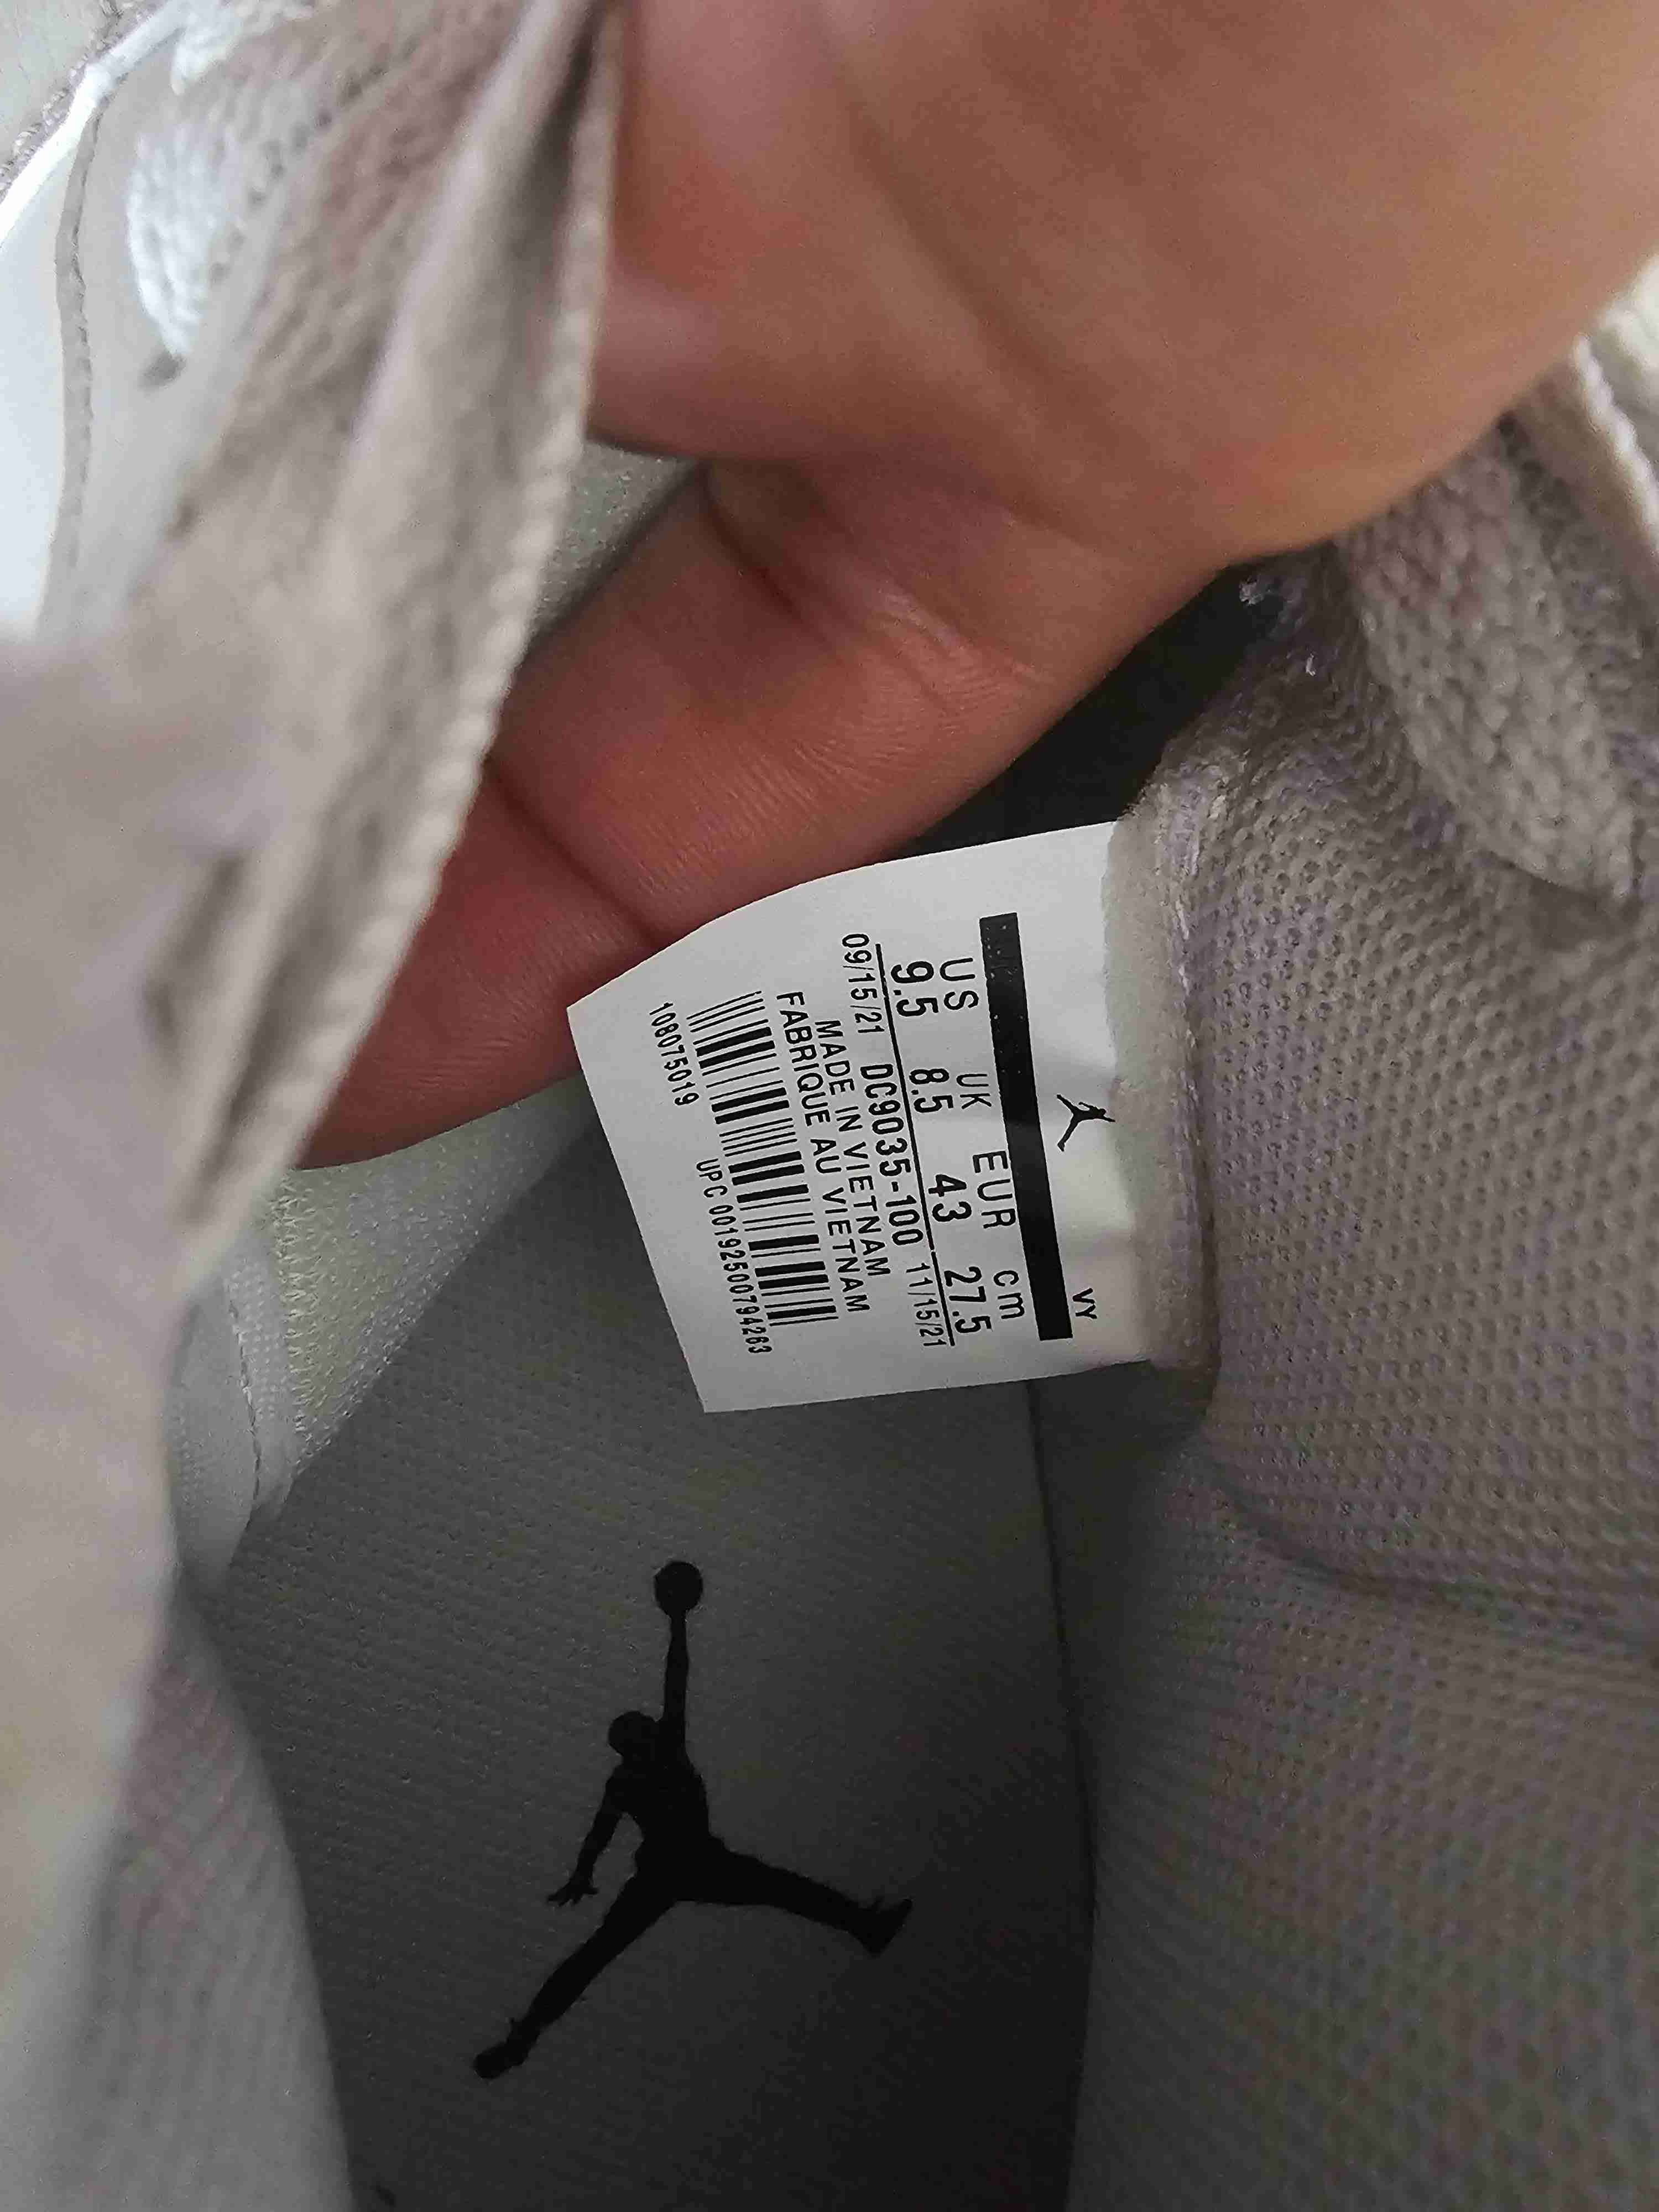 VY
US UK EUR cm
9.5 8.5 43 27.5
09/15/21 DC9035-100 11/15/21
MADE IN VIETNAM
FABRIQUE AU VIETNAM
108075019 UPC 00192500794263